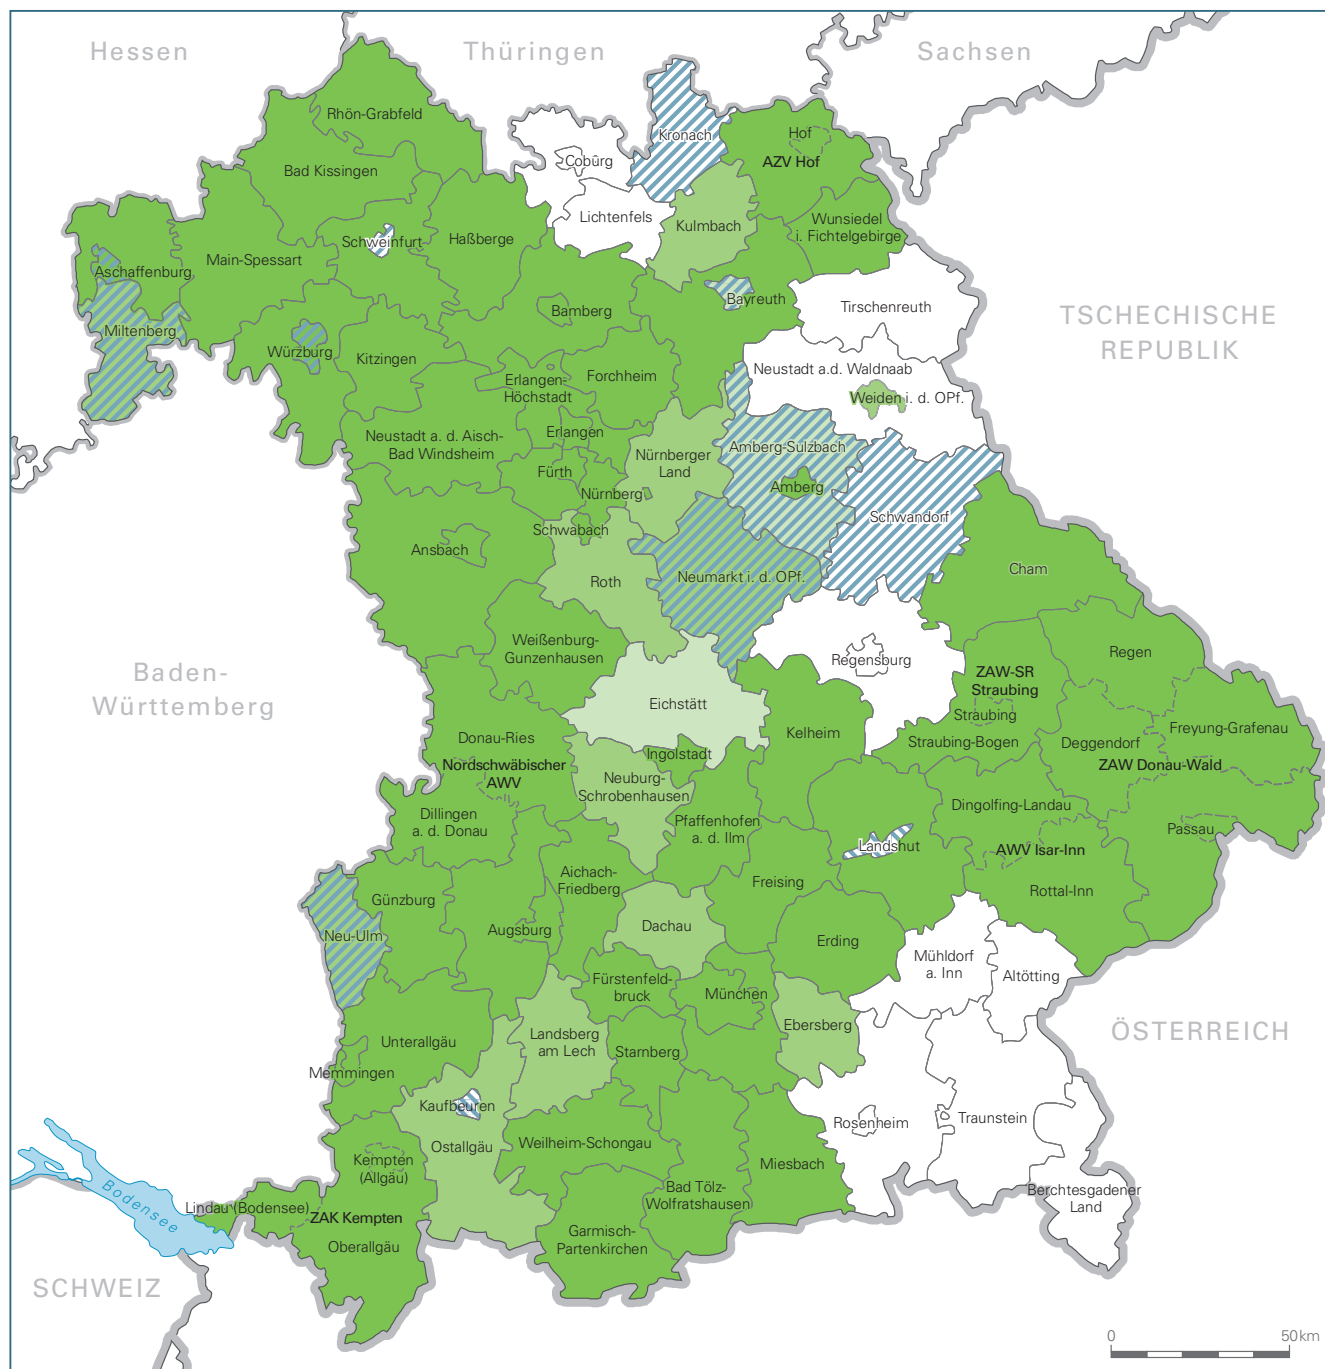 Hessen
Thüringen
Sachsen
Rhön-Grabfeld
Kronach
Hof
AZV Hof
Coburg
Bad Kissingen
Lichtenfels
Kulmbach
Wunsiedel
i. Fichtelgebirge
Schweinfurt
Haßberge
Main-Spessart
Aschaffenburg
Bayreuth
Tirschenreuth
Bamberg
Miltenberg
TSCHECHISCHE
REPUBLIK
Würzburg
Kitzingen
Forchheim
Erlangen-
Höchstadt
Neustadt a.d. Waldnaab
Weiden i. d. OPf.
Neustadt a. d. Aisch-
Bad Windsheim
Erlangen
Nürnberger
Land
Amberg-Sulzbach
Fürth
Nürnberg
Amberg
Schwandorf
Schwabach
Ansbach
Roth
Neumarkt i. d. OPf.
Cham
Weißenburg-
Gunzenhausen
Regensburg
Regen
ZAW-SR
Straubing
Baden-
Württemberg
Eichstätt
Straubing
Kelheim
Freyung-Grafenau
Donau-Ries
Straubing-Bogen
Deggendorf
Ingolstadt
Nordschwäbischer
AWV
ZAW Donau-Wald
Neuburg-
Schrobenhausen
Dingolfing-Landau
Dillingen
a. d. Donau
Pfaffenhofen
a. d. Ilm
Passau
Landshut
AWV Isar-Inn
Aichach-
Friedberg
Freising
Rottal-Inn
Günzburg
Augsburg
Dachau
Neu-Ulm
Erding
Mühldorf
a. Inn
Altötting
Fürstenfeld-
bruck
München
Ebersberg
ÖSTERREICH
Landsberg
am Lech
Unterallgäu
Starnberg
Memmingen
Kaufbeuren
Rosenheim
Traunstein
Ostallgäu
Weilheim-Schongau
Kempten
(Allgäu)
Miesbach
Bad Tölz-
Wolfratshausen
Berchtesgadener
Land
Bodensee
Lindau (Bodensee)
ZAK Kempten
Oberallgäu
Garmisch-
Partenkirchen
SCHWEIZ
0 50km